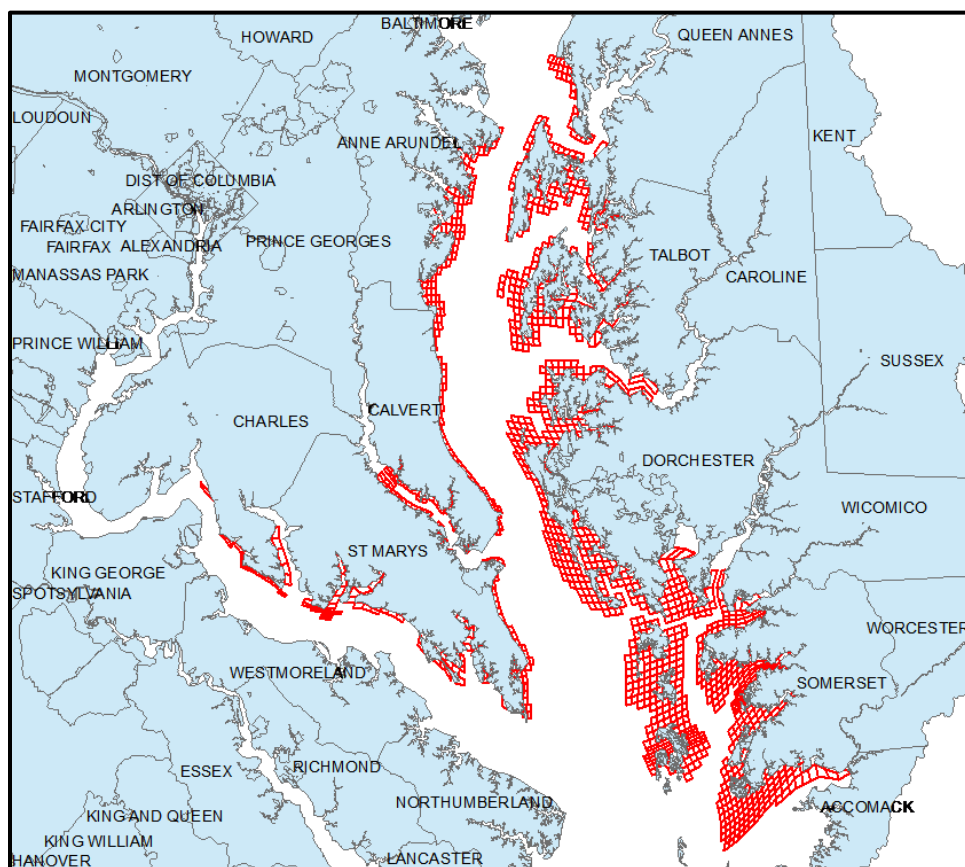 BALTIMORE
HOWARD
QUEEN ANNES
MONTGOMERY
LOUDOUN
KENT
ANNE ARUNDEL
DIST OF COLUMBIA
ARLINGTON
FAIRFAX CITY
FAIRFAX
ALEXANDRIA
PRINCE GEORGES
TALBOT
MANASSAS PARK
CAROLINE
PRINCE WILLIAM
SUSSEX
CALVERT
CHARLES
DORCHESTER
STAFFORD
WICOMICO
ST MARYS
KING GEORGE
SPOTSYLVANIA
WORCESTER
WESTMORELAND
SOMERSET
RICHMOND
ESSEX
NORTHUMBERLAND
ACCOMACK
KING AND QUEEN
KING WILLIAM
LANCASTER
HANOVER